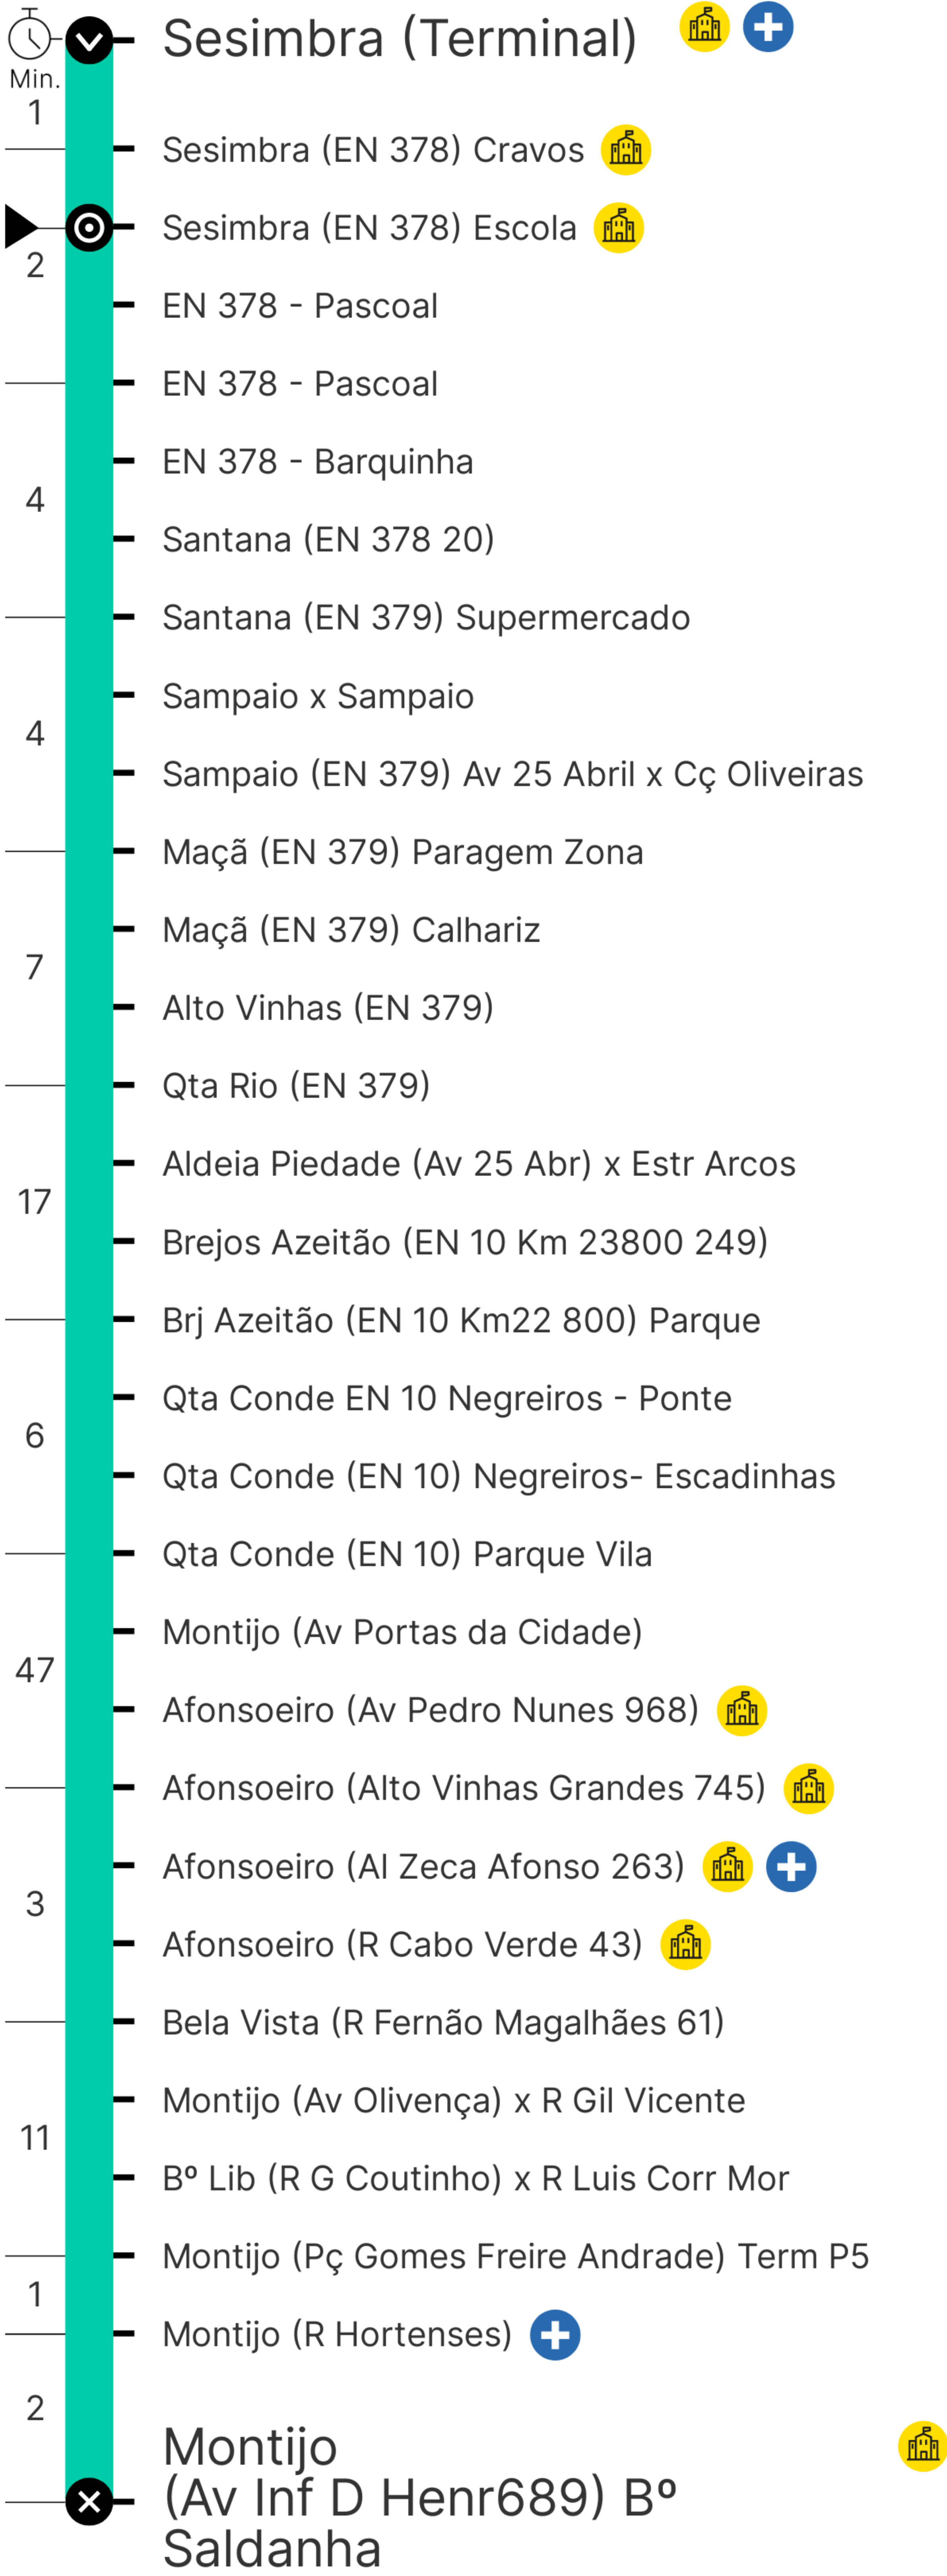 Sesimbra (Terminal)
Min.
1
Sesimbra (EN 378) Cravos
Sesimbra (EN 378) Escola
2
EN 378 - Pascoal
EN 378 - Pascoal
EN 378 - Barquinha
4
Santana (EN 378 20)
Santana (EN 379) Supermercado
Sampaio x Sampaio
4
Sampaio (EN 379) Av 25 Abril x Cç Oliveiras
Maçã (EN 379) Paragem Zona
Maçã (EN 379) Calhariz
7
Alto Vinhas (EN 379)
Qta Rio (EN 379)
Aldeia Piedade (Av 25 Abr) x Estr Arcos
17
Brejos Azeitão (EN 10 Km 23800 249)
Brj Azeitão (EN 10 Km22 800) Parque
Qta Conde EN 10 Negreiros - Ponte
6
Qta Conde (EN 10) Negreiros- Escadinhas
Qta Conde (EN 10) Parque Vila
Montijo (Av Portas da Cidade)
47
Afonsoeiro (Av Pedro Nunes 968)
Afonsoeiro (Alto Vinhas Grandes 745)
Afonsoeiro (Al Zeca Afonso 263)
3
Afonsoeiro (R Cabo Verde 43)
Bela Vista (R Fernão Magalhães 61)
Montijo (Av Olivença) x R Gil Vicente
11
Bº Lib (R G Coutinho) x R Luis Corr Mor
Montijo (Pç Gomes Freire Andrade) Term P5
1
Montijo (R Hortenses)
2
Montijo
(Av Inf D Henr689) Bº
Saldanha